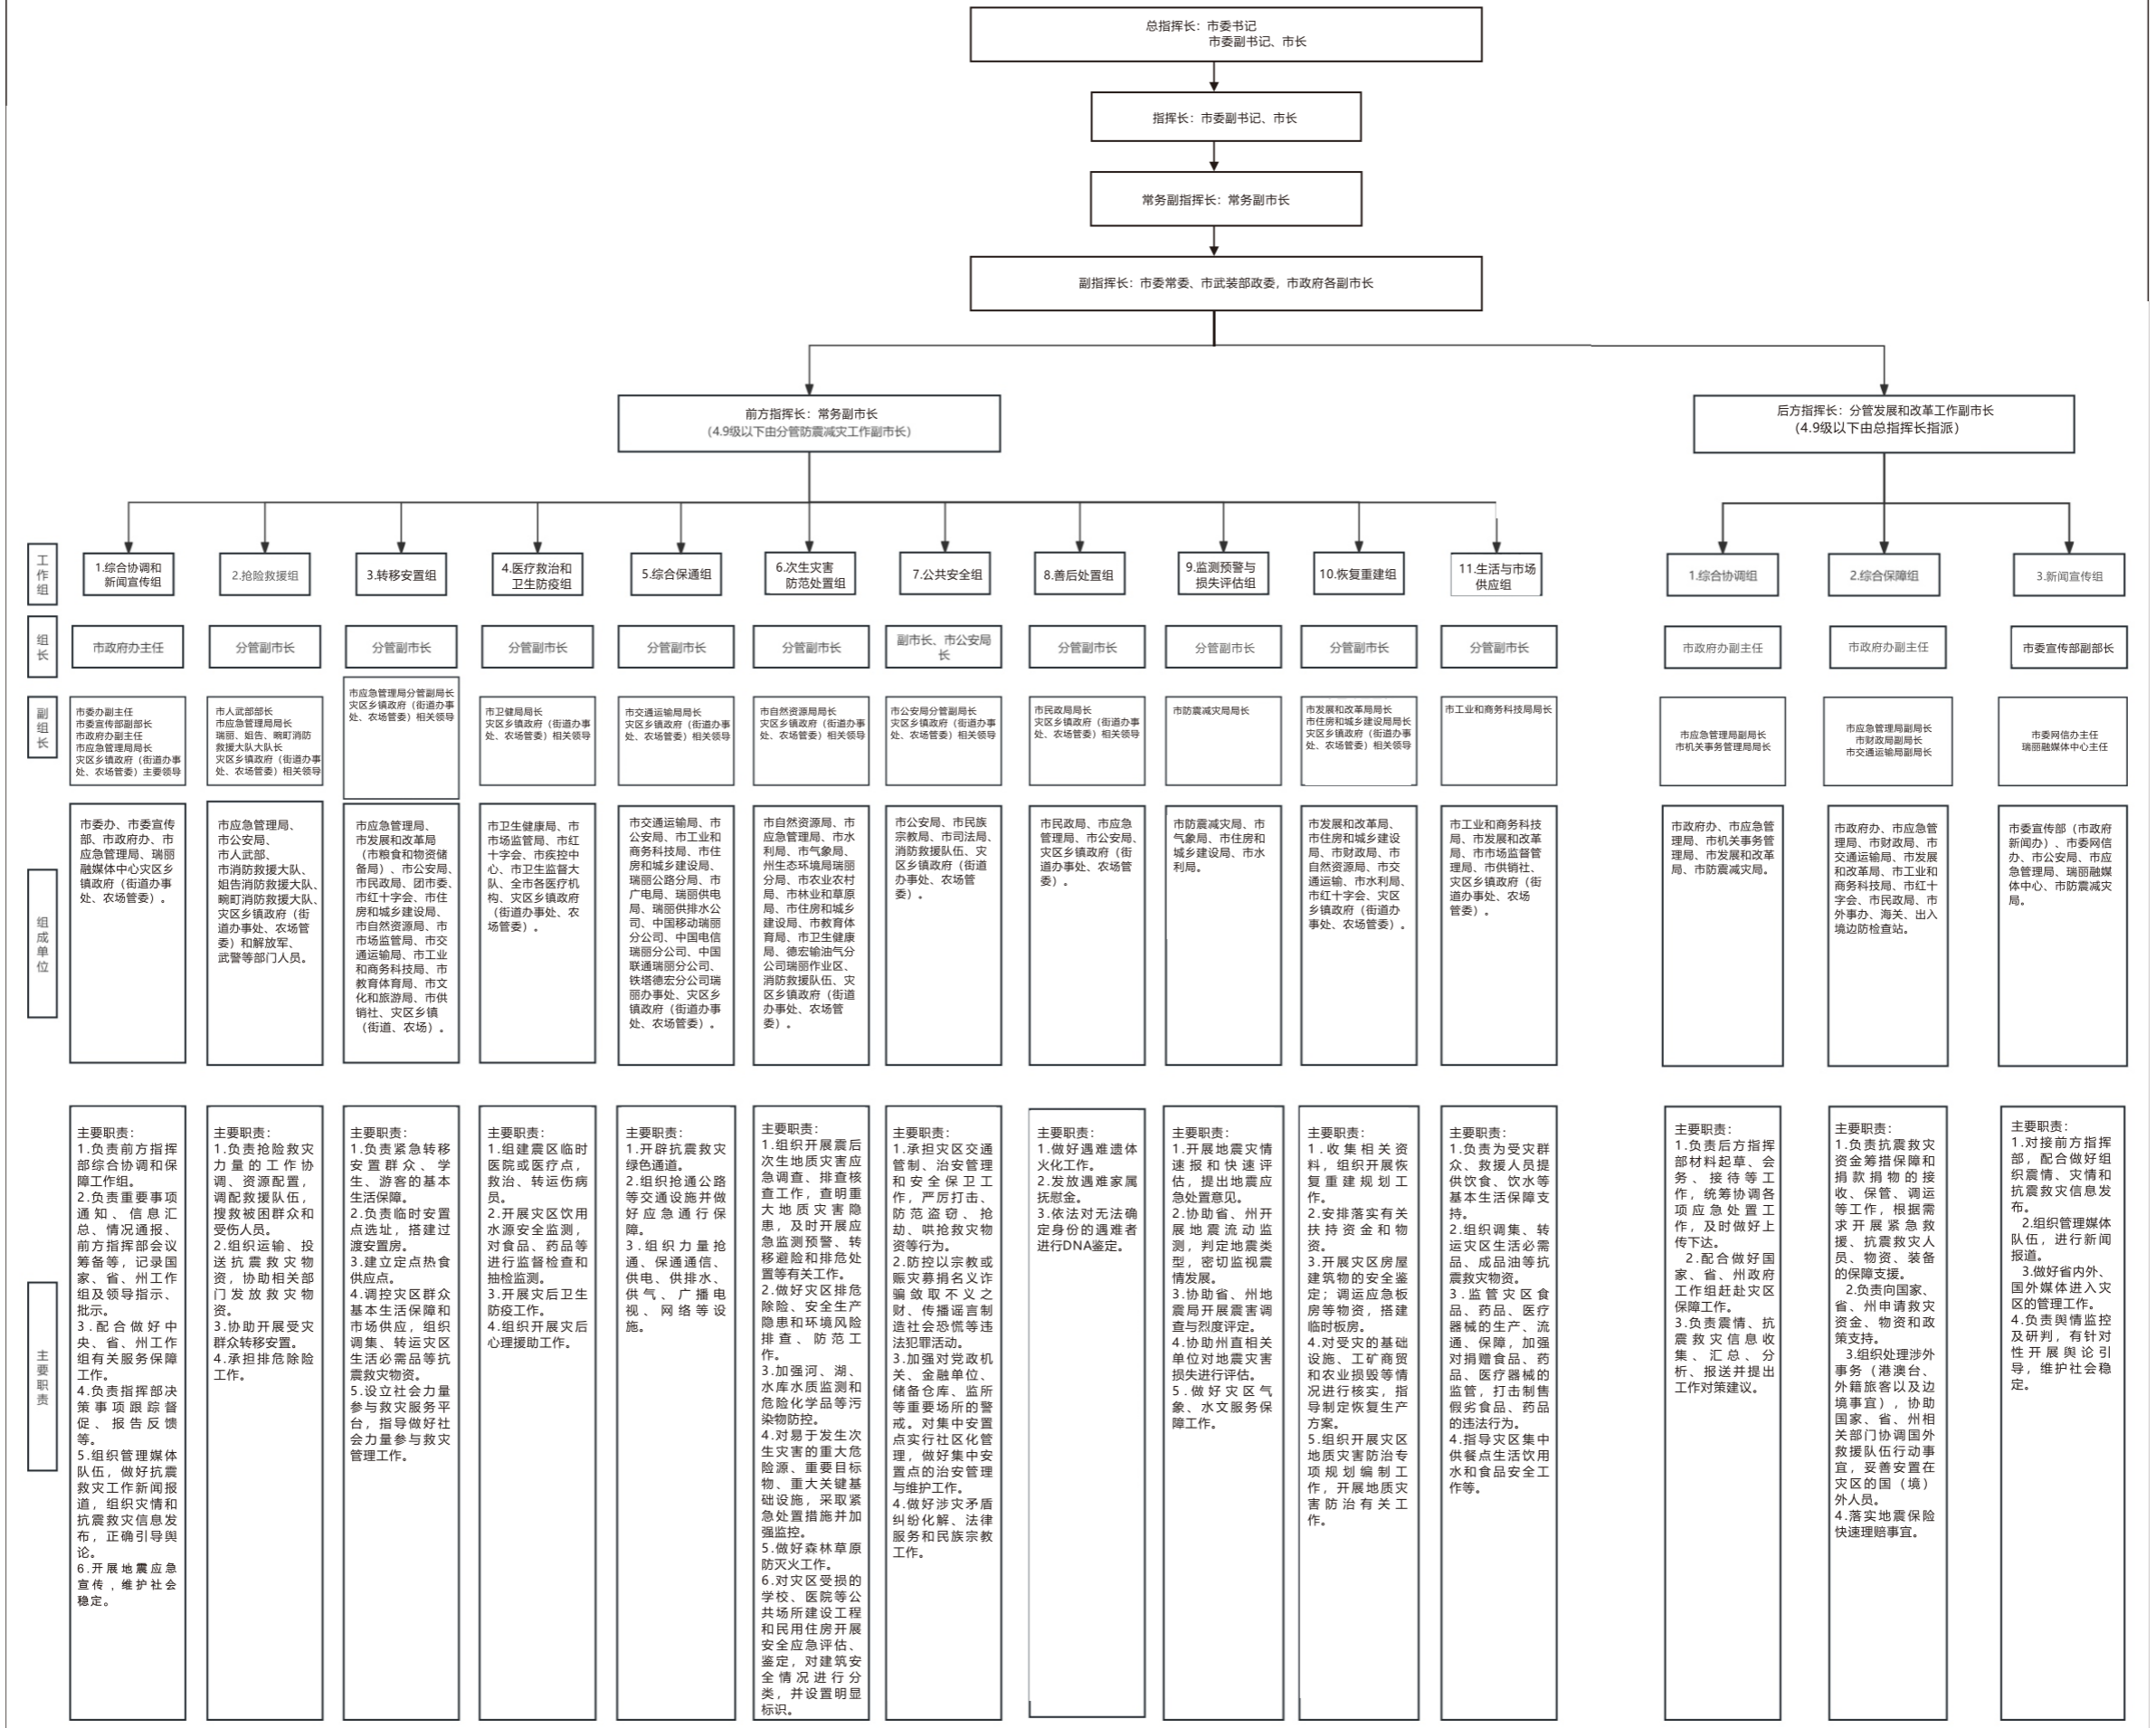 总指挥长：市委书记
市委副书记、市长
指挥长：市委副书记、市长
常务副指挥长：常务副市长
副指挥长：市委常委、市武装部政委，市政府各副市长
前方指挥长：常务副市长
（4.9级以下由分管防震减灾工作副市长）
后方指挥长：分管发展和改革工作副市长
（4.9级以下由总指挥长指派）
工作组
1.综合协调和
新闻宣传组
2.抢险救援组
3.转移安置组
4.医疗救治和
卫生防疫组
5.综合保通组
6.次生灾害
防范处置组
7.公共安全组
8.善后处置组
9.监测预警与
损失评估组
10.恢复重建组
11.生活与市场
供应组
1.综合协调组
2.综合保障组
3.新闻宣传组
组长
市政府办主任
分管副市长
分管副市长
分管副市长
分管副市长
分管副市长
副市长、市公安局
长
分管副市长
分管副市长
分管副市长
分管副市长
市政府办副主任
市政府办副主任
市委宣传部副部长
副组长
市委办副主任
市委宣传部副部长
市政府办副主任
市应急管理局局长
灾区乡镇政府（街道办事
处、农场管委）主要领导
市人武部部长
市应急管理局局长
瑞丽、姐告、畹町消防
救援大队大队长
灾区乡镇政府（街道办事
处、农场管委）相关领导
市应急管理局分管副局长
灾区乡镇政府（街道办事
处、农场管委）相关领导
市卫健局局长
灾区乡镇政府（街道办事
处、农场管委）相关领导
市交通运输局局长
灾区乡镇政府（街道办事
处、农场管委）相关领导
市自然资源局局长
灾区乡镇政府（街道办事
处、农场管委）相关领导
市公安局分管副局长
灾区乡镇政府（街道办事
处、农场管委）相关领导
市民政局局长
灾区乡镇政府（街道办事
处、农场管委）相关领导
市防震减灾局局长
市发展和改革局局长
市住房和城乡建设局局长
灾区乡镇政府（街道办事
处、农场管委）相关领导
市工业和商务科技局局长
市应急管理局副局长
市机关事务管理局局长
市应急管理局副局长
市财政局副局长
市交通运输局副局长
市委网信办主任
瑞丽融媒体中心主任
组成单位
市委办、市委宣传
部、市政府办、市
应急管理局、瑞丽
融媒体中心灾区乡
镇政府（街道办事
处、农场管委）。
市应急管理局、
市公安局、
市人武部、
市消防救援大队、
姐告消防救援大队、
畹町消防救援大队、
灾区乡镇政府（街
道办事处、农场管
委）和解放军、
武警等部门人员。
市应急管理局、
市发展和改革局
（市粮食和物资储
备局）、市公安局、
市民政局、团市委、
市红十字会、市住
房和城乡建设局、
市自然资源局、市
市场监管局、市交
通运输局、市工业
和商务科技局、市
教育体育局、市文
化和旅游局、市供
销社、灾区乡镇
（街道、农场）。
市卫生健康局、市
市场监管局、市红
十字会、市疾控中
心、市卫生监督大
队、全市各医疗机
构、灾区乡镇政府
（街道办事处、农
场管委）。
市交通运输局、市
公安局、市工业和
商务科技局、市住
房和城乡建设局、
瑞丽公路分局、市
广电局、瑞丽供电
局、瑞丽供排水公
司、中国移动瑞丽
分公司、中国电信
瑞丽分公司、中国
联通瑞丽分公司、
铁塔德宏分公司瑞
丽办事处、灾区乡
镇政府（街道办事
处、农场管委）。
市自然资源局、市
应急管理局、市水
利局、市气象局、
州生态环境局瑞丽
分局、市农业农村
局、市林业和草原
局、市住房和城乡
建设局、市教育体
育局、市卫生健康
局、德宏输油气分
公司瑞丽作业区、
消防救援队伍、灾
区乡镇政府（街道
办事处、农场管
委）。
市公安局、市民族
宗教局、市司法局、
消防救援队伍、灾
区乡镇政府（街道
办事处、农场管
委）。
市民政局、市应急
管理局、市公安局、
灾区乡镇政府（街
道办事处、农场管
委）。
市防震减灾局、市
气象局、市住房和
城乡建设局、市水
利局。
市发展和改革局、
市住房和城乡建设
局、市财政局、市
自然资源局、市交
通运输、市水利局、
市红十字会、灾区
乡镇政府（街道办
事处、农场管委）。
市工业和商务科技
局、市发展和改革
局、市市场监督管
理局、市供销社、
灾区乡镇政府（街
道办事处、农场
管委）。
市政府办、市应急管
理局、市机关事务管
理局、市发展和改革
局、市防震减灾局。
市政府办、市应急管
理局、市财政局、市
交通运输局、市发展
和改革局、市工业和
商务科技局、市红十
字会、市民政局、市
外事办、海关、出入
境边防检查站。
市委宣传部（市政府
新闻办）、市委网信
办、市公安局、市应
急管理局、瑞丽融媒
体中心、市防震减灾
局。
主要职责
主要职责：
1.负责前方指挥
部综合协调和保
障工作组。
2.负责重要事项
通知、信息汇
总、情况通报、
前方指挥部会议
筹备等，记录国
家、省、州工作
组及领导指示、
批示。
3.配合做好中
央、省、州工作
组有关服务保障
工作。
4.负责指挥部决
策事项跟踪督
促、报告反馈
等。
5.组织管理媒体
队伍，做好抗震
救灾工作新闻报
道，组织灾情和
抗震救灾信息发
布，正确引导舆
论。
6.开展地震应急
宣传，维护社会
稳定。
主要职责：
1.负责抢险救灾
力量的工作协
调、资源配置，
调配救援队伍，
搜救被困群众和
受伤人员。
2.组织运输、投
送抗震救灾物
资，协助相关部
门发放救灾物
资。
3.协助开展受灾
群众转移安置。
4.承担排危除险
工作。
主要职责：
1.负责紧急转移
安置群众、学
生、游客的基本
生活保障。
2.负责临时安置
点选址，搭建过
渡安置房。
3.建立定点热食
供应点。
4.调控灾区群众
基本生活保障和
市场供应，组织
调集、转运灾区
生活必需品等抗
震救灾物资。
5.设立社会力量
参与救灾服务平
台，指导做好社
会力量参与救灾
管理工作。
主要职责：
1.组建震区临时
医院或医疗点，
救治、转运伤病
员。
2.开展灾区饮用
水源安全监测，
对食品、药品等
进行监督检查和
抽检监测。
3.开展灾后卫生
防疫工作。
4.组织开展灾后
心理援助工作。
主要职责：
1.开辟抗震救灾
绿色通道。
2.组织抢通公路
等交通设施并做
好应急通行保
障。
3.组织力量抢
通、保通通信、
供电、供排水、
供气、广播电
视、网络等设
施。
主要职责：
1.组织开展震后
次生地质灾害应
急调查、排查核
查工作，查明重
大地质灾害隐
患，及时开展应
急监测预警、转
移避险和排危处
置等有关工作。
2.做好灾区排危
除险、安全生产
隐患和环境风险
排查、防范工
作。
3.加强河、湖、
水库水质监测和
危险化学品等污
染物防控。
4.对易于发生次
生灾害的重大危
险源、重要目标
物、重大关键基
础设施，采取紧
急处置措施并加
强监控。
5.做好森林草原
防灭火工作。
6.对灾区受损的
学校、医院等公
共场所建设工程
和民用住房开展
安全应急评估、
鉴定，对建筑安
全情况进行分
类，并设置明显
标识。
主要职责：
1.承担灾区交通
管制、治安管理
和安全保卫工
作，严厉打击、
防范盗窃、抢
劫、哄抢救灾物
资等行为。
2.防控以宗教或
赈灾募捐名义诈
骗敛取不义之
财、传播谣言制
造社会恐慌等违
法犯罪活动。
3.加强对党政机
关、金融单位、
储备仓库、监所
等重要场所的警
戒。对集中安置
点实行社区化管
理，做好集中安
置点的治安管理
与维护工作。
4.做好涉灾矛盾
纠纷化解、法律
服务和民族宗教
工作。
主要职责：
1.做好遇难遗体
火化工作。
2.发放遇难家属
抚慰金。
3.依法对无法确
定身份的遇难者
进行DNA鉴定。
主要职责：
1.开展地震灾情
速报和快速评
估，提出地震应
急处置意见。
2.协助省、州开
展地震流动监
测，判定地震类
型，密切监视震
情发展。
3.协助省、州地
震局开展震害调
查与烈度评定。
4.协助州直相关
单位对地震灾害
损失进行评估。
5.做好灾区气
象、水文服务保
障工作。
主要职责：
1.收集相关资
料，组织开展恢
复重建规划工
作。
2.安排落实有关
扶持资金和物
资。
3.开展灾区房屋
建筑物的安全鉴
定；调运应急板
房等物资，搭建
临时板房。
4.对受灾的基础
设施、工矿商贸
和农业损毁等情
况进行核实，指
导制定恢复生产
方案。
5.组织开展灾区
地质灾害防治专
项规划编制工
作，开展地质灾
害防治有关工
作。
主要职责：
1.负责为受灾群
众、救援人员提
供饮食、饮水等
基本生活保障支
持。
2.组织调集、转
运灾区生活必需
品、成品油等抗
震救灾物资。
3.监管灾区食
品、药品、医疗
器械的生产、流
通、保障，加强
对捐赠食品、药
品、医疗器械的
监管，打击制售
假劣食品、药品
的违法行为。
4.指导灾区集中
供餐点生活饮用
水和食品安全工
作等。
主要职责：
1.负责后方指挥
部材料起草、会
务、接待等工
作，统筹协调各
项应急处置工
作，及时做好上
传下达。
2.配合做好国
家、省、州政府
工作组赶赴灾区
保障工作。
3.负责震情、抗
震救灾信息收
集、汇总、分
析、报送并提出
工作对策建议。
主要职责：
1.负责抗震救灾
资金筹措保障和
捐款捐物的接
收、保管、调运
等工作，根据需
求开展紧急救
援、抗震救灾人
员、物资、装备
的保障支援。
2.负责向国家、
省、州申请救灾
资金、物资和政
策支持。
3.组织处理涉外
事务（港澳台、
外籍旅客以及边
境事宜），协助
国家、省、州相
关部门协调国外
救援队伍行动事
宜，妥善安置在
灾区的国（境）
外人员。
4.落实地震保险
快速理赔事宜。
主要职责：
1.对接前方指挥
部，配合做好组
织震情、灾情和
抗震救灾信息发
布。
2.组织管理媒体
队伍，进行新闻
报道。
3.做好省内外、
国外媒体进入灾
区的管理工作。
4.负责舆情监控
及研判，有针对
性开展舆论引
导，维护社会稳
定。